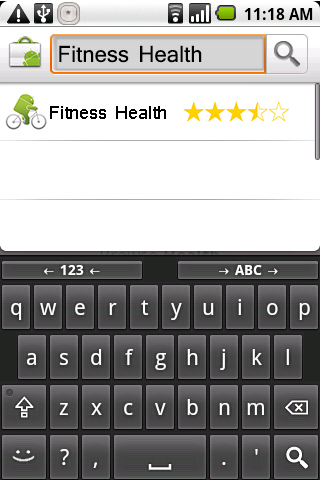 11:18 AM
Fitness Health
Fitness Health
← 123 ← → ABC →
q w e r t y u i o p
a s d f g h j k l
z x c v b n m
? , . '